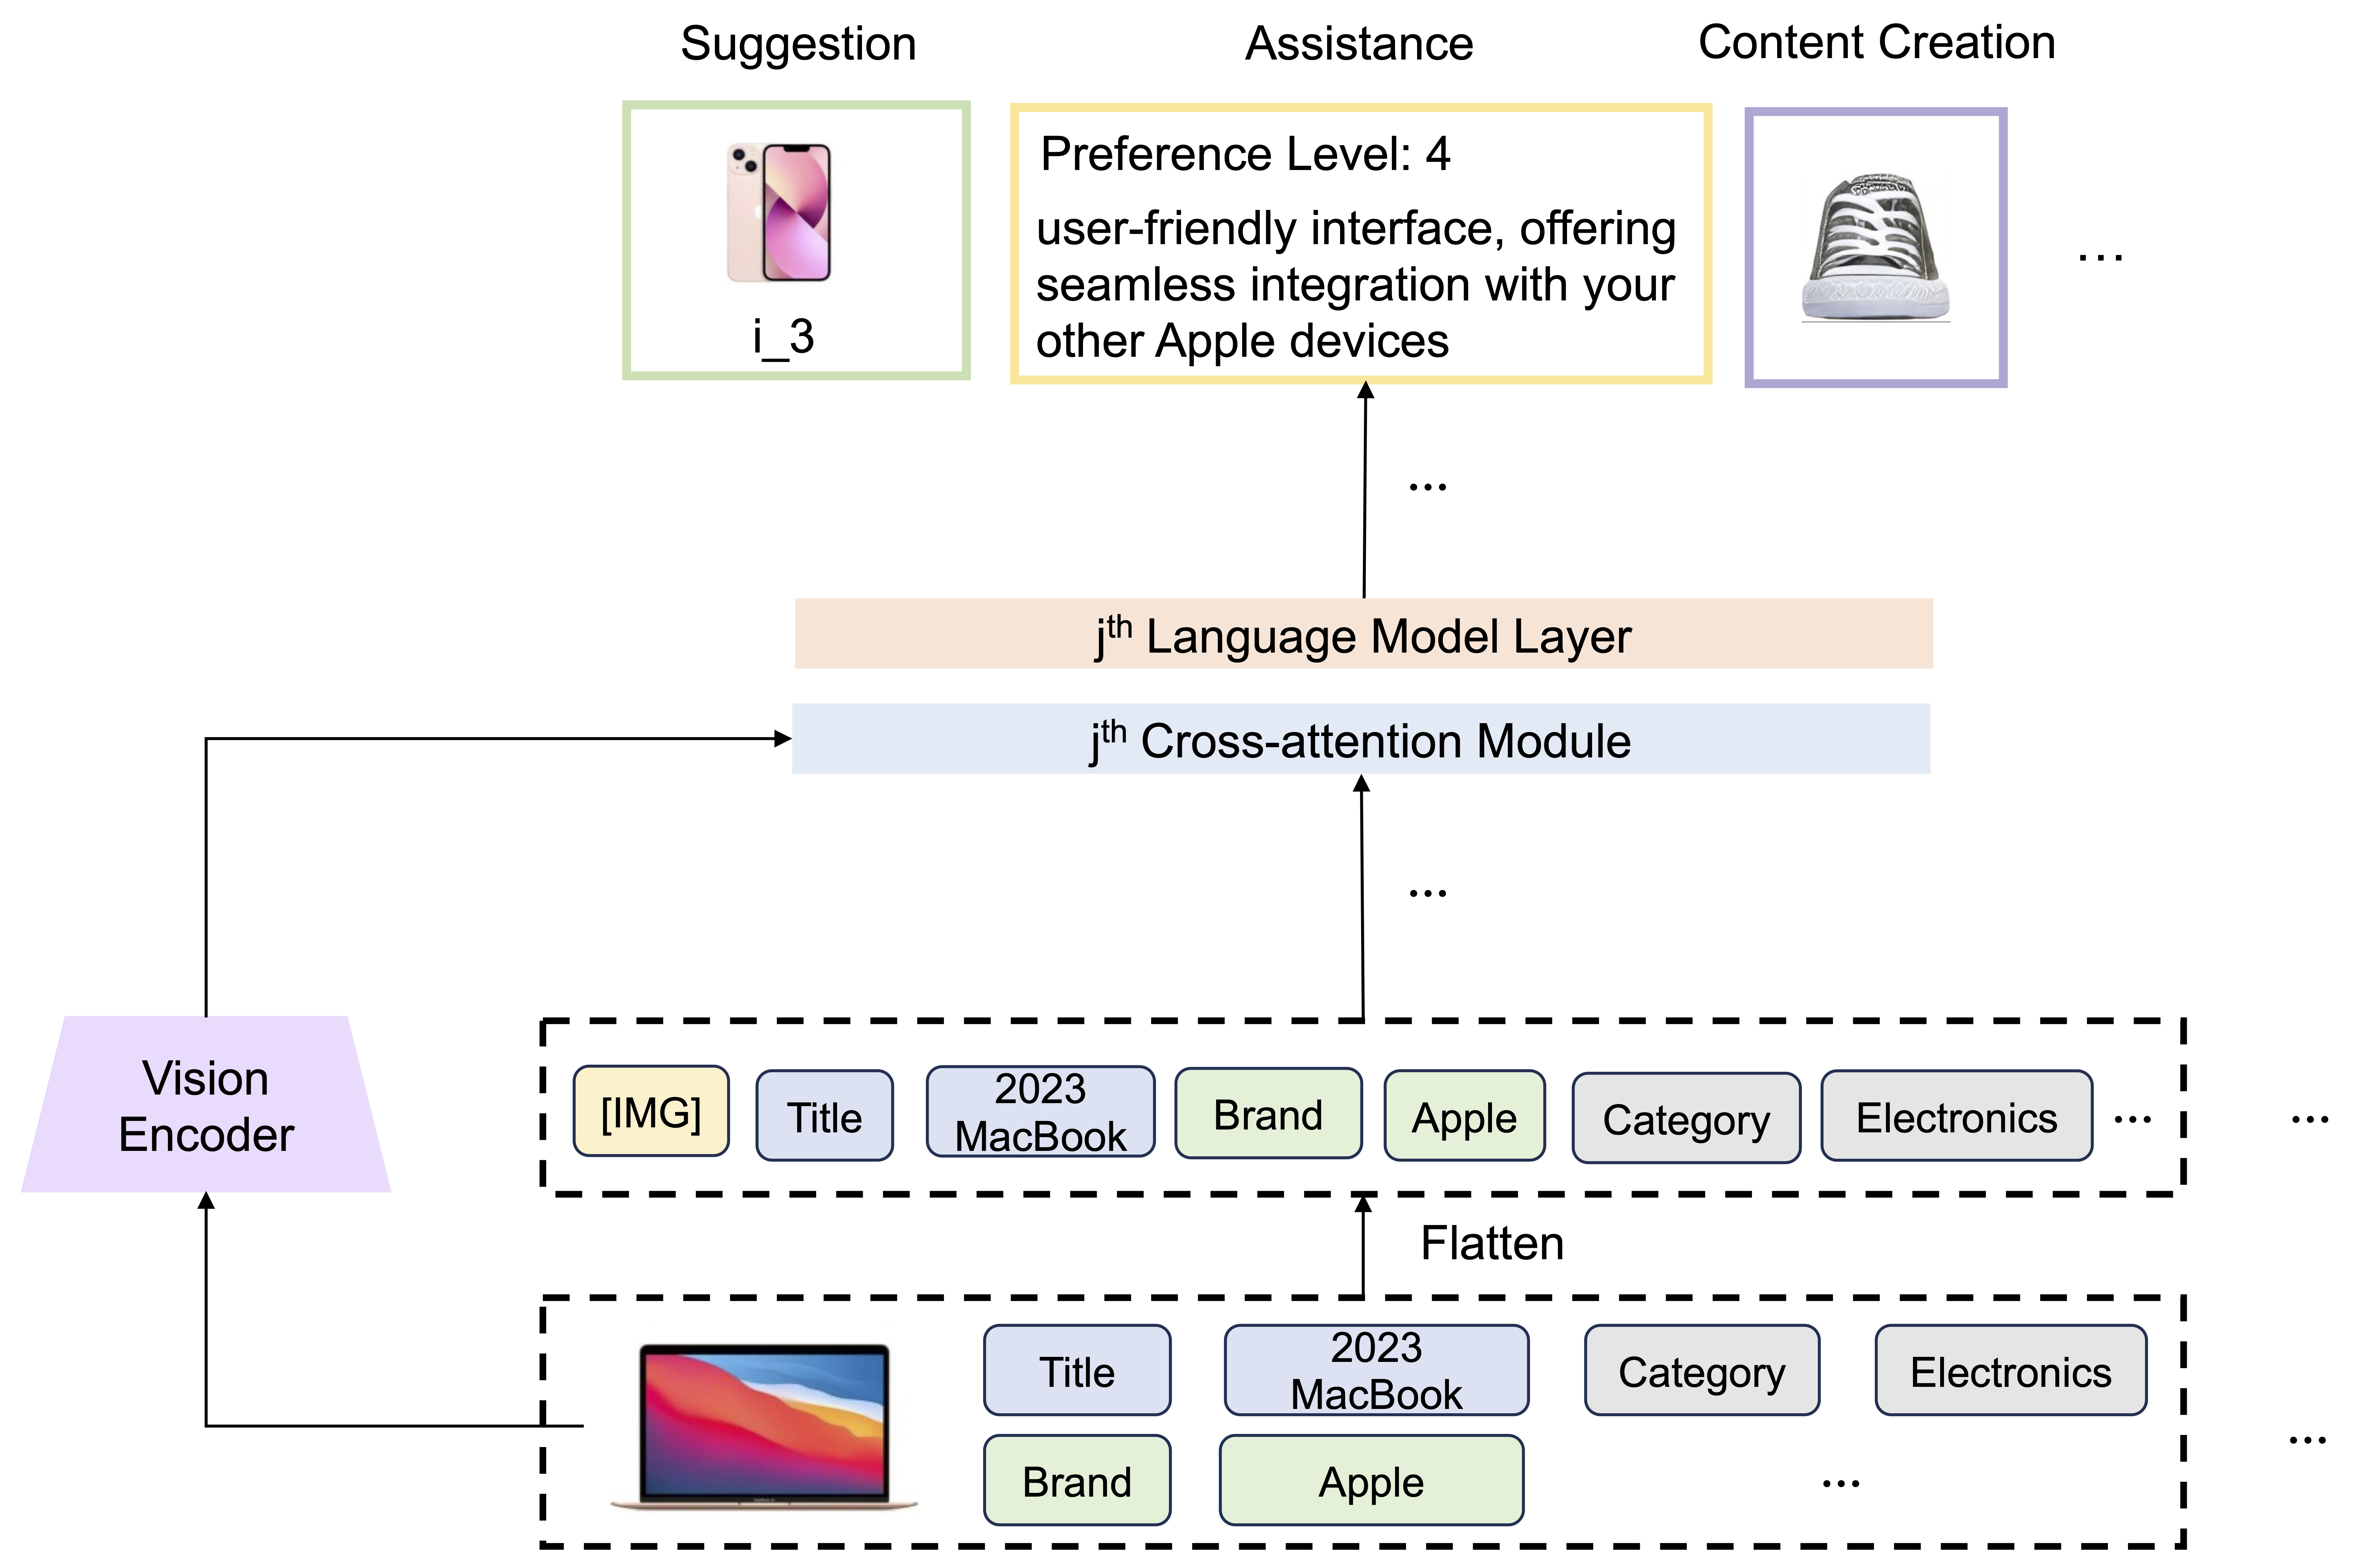 Suggestion
Assistance
Content Creation
i_3
Preference Level: 4
user-friendly interface, offering
seamless integration with your
other Apple devices
...
...
jth Language Model Layer
jth Cross-attention Module
...
Vision
Encoder
[IMG]
Title
2023
MacBook
Brand
Apple
Category
Electronics
...
...
Flatten
Title
2023
MacBook
Category
Electronics
Brand
Apple
...
...